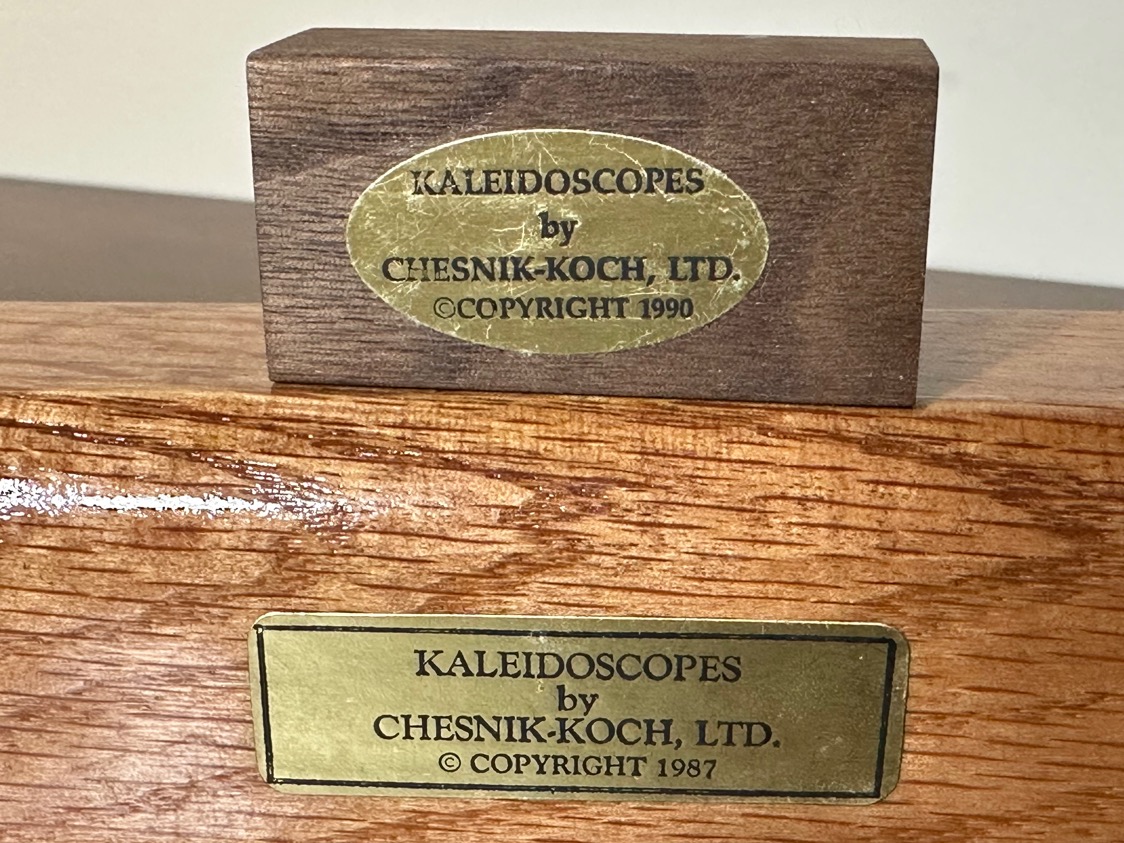 KALEIDOSCOPES
by
CHESNIK-KOCH, LTD.
©COPYRIGHT 1990
KALEIDOSCOPES
by
CHESNIK-KOCH, LTD.
© COPYRIGHT 1987